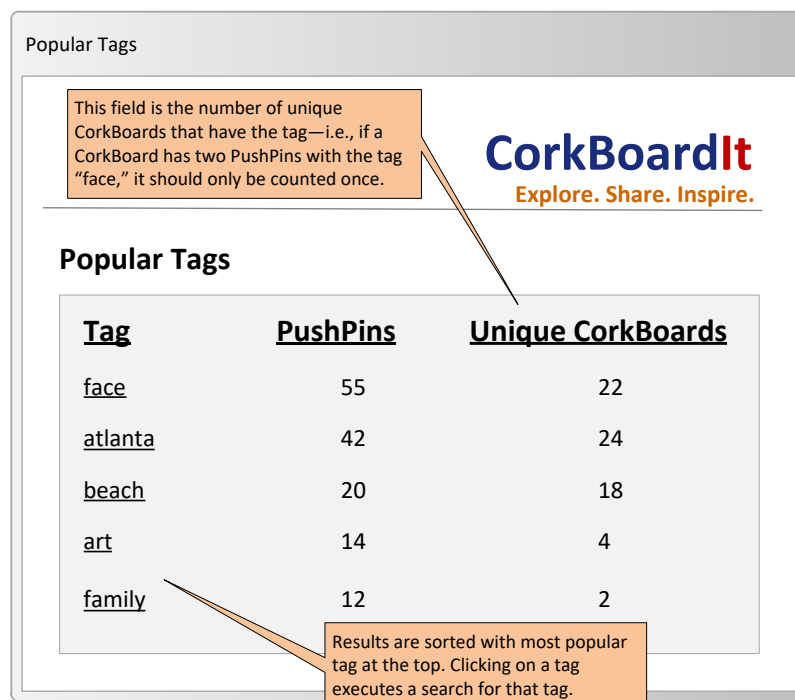 Popular Tags
This field is the number of unique
CorkBoards that have the tag—i.e., if a
CorkBoard has two PushPins with the tag
“face,” it should only be counted once.
CorkBoardIt
Explore. Share. Inspire.
Popular Tags
Tag PushPins Unique CorkBoards
face 55 22
atlanta 42 24
beach 20 18
art 14 4
family 12 2
Results are sorted with most popular
tag at the top. Clicking on a tag
executes a search for that tag.